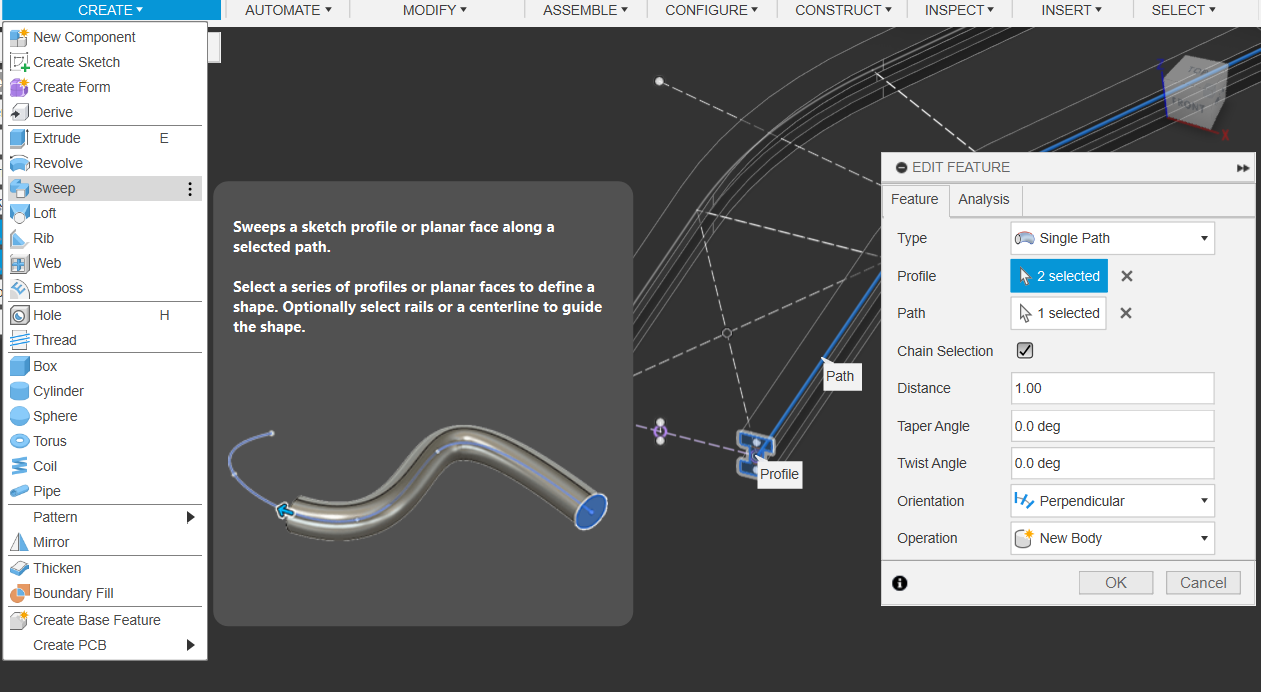 CREATE AUTOMATE MODIFY ASSEMBLE CONFIGURE CONSTRUCT INSPECT INSERT SELECT
New Component
Create Sketch
Create Form
Derive
Extrude E
Revolve
Sweep
Loft
Rib
Web
Emboss
Hole H
Thread
Box
Cylinder
Sphere
Torus
Coil
Pipe
Pattern
Mirror
Thicken
Boundary Fill
Create Base Feature
Create PCB
Sweeps a sketch profile or planar face along a
selected path.
Select a series of profiles or planar faces to define a
shape. Optionally select rails or a centerline to guide
the shape.
Path
Profile
TOP
FRONT
X
EDIT FEATURE
Feature Analysis
Type Single Path
Profile 2 selected
Path 1 selected
Chain Selection
Distance 1.00
Taper Angle 0.0 deg
Twist Angle 0.0 deg
Orientation Perpendicular
Operation New Body
OK Cancel